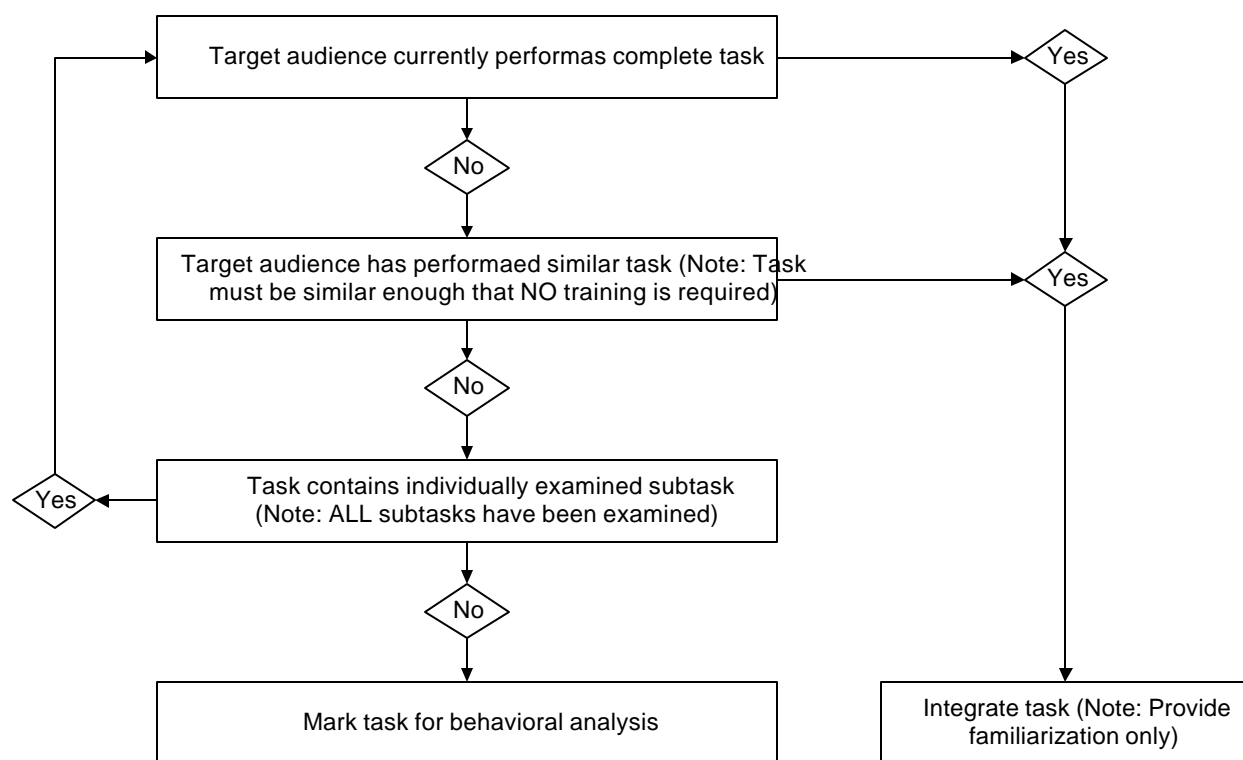 Target audience currently performas complete task
Yes
No
Target audience has performaed similar task (Note: Task
must be similar enough that NO training is required)
Yes
No
Task contains individually examined subtask
(Note: ALL subtasks have been examined)
Yes
No
Mark task for behavioral analysis
Integrate task (Note: Provide
familiarization only)